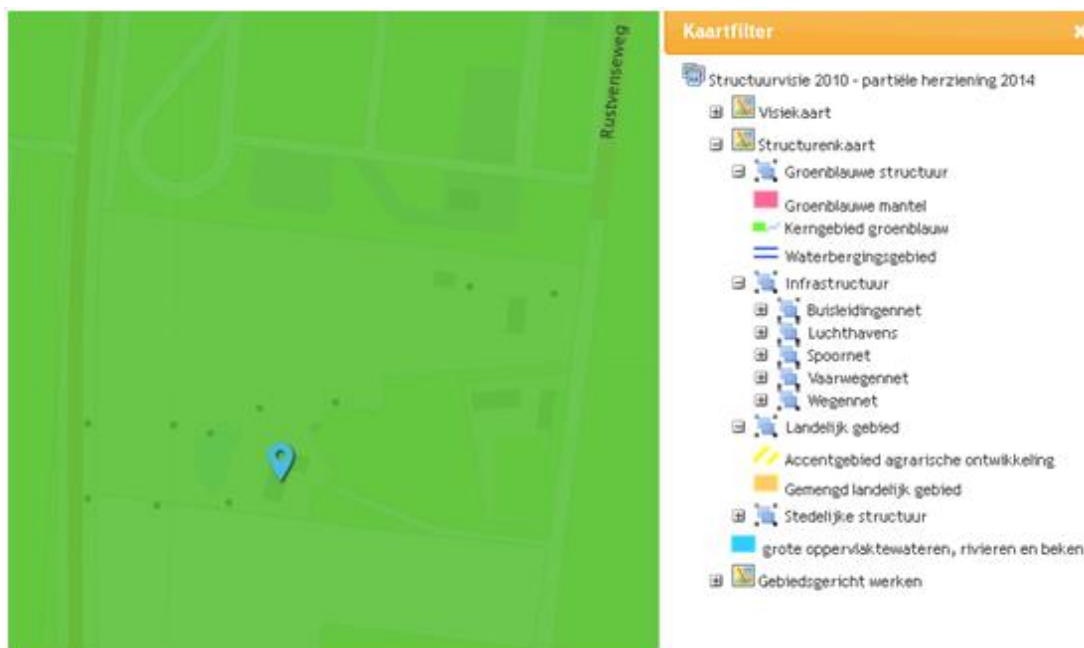 Rustvenseweg
Kaartfilter
Structuurvisie 2010 - partiële herziening 2014
Visiekaart
Structurenkaart
Groenblauwe structuur
Groenblauwe mantel
Kerngebied groenblauw
Waterbergingsgebied
Infrastructuur
Buisleidingennet
Luchthavens
Spoornet
Vaarwegennet
Wegennet
Landelijk gebied
Accentgebied agrarische ontwikkeling
Gemengd landelijk gebied
Stedelijke structuur
grote oppervlaktewateren, rivieren en beken
Gebiedsgericht werken